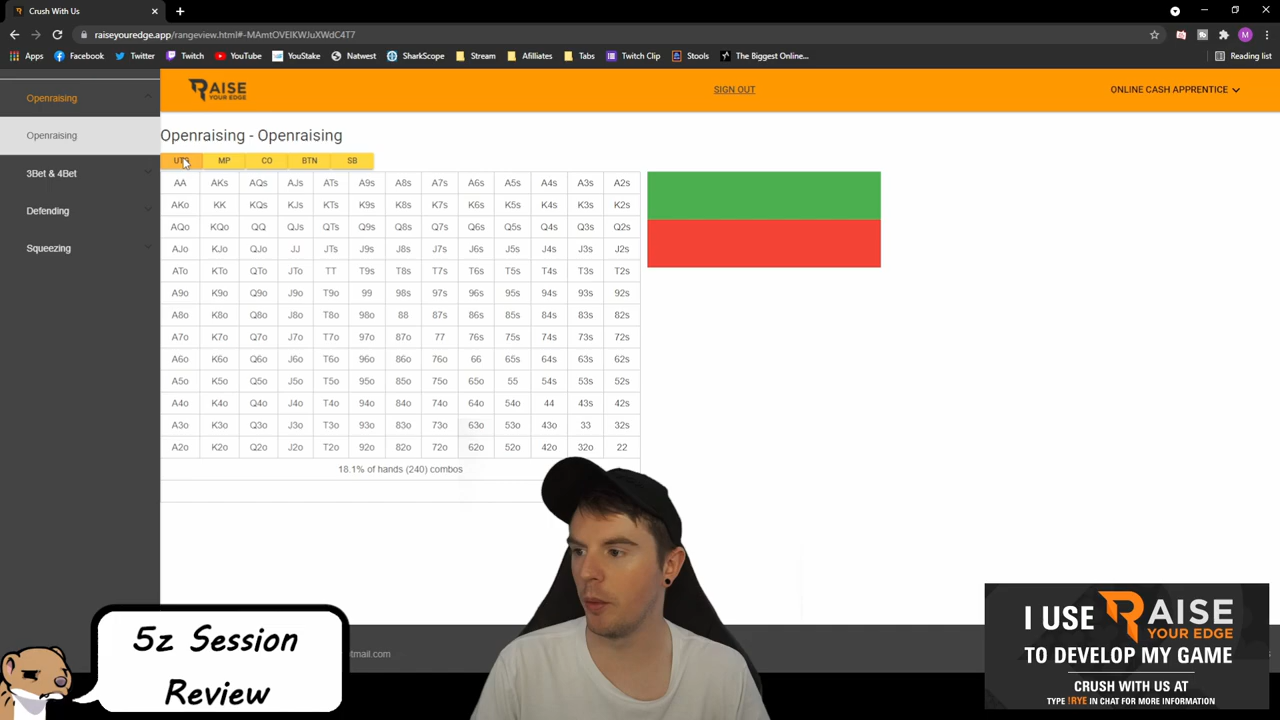 Crush With Us
raiseyouredge.app/rangeview.html#-MAmtOVElKWJuXWdC4T7
M
Apps Facebook Twitter Twitch YouTube YouStake Natwest SharkScope Stream Afilliates Tabs Twitch Clip Stools The Biggest Onlin... Reading list
Openraising
Openraising
3Bet & 4Bet
Defending
Squeezing
RAISE
YOUR EDGE
SIGN OUT
ONLINE CASH APPRENTICE
Openraising - Openraising
MP CO BTN SB
AA AKs AQs AJs ATs A9s A8s A7s A6s A5s A4s A3s A2s
AKo KK KQs KJs KTs K9s K8s K7s K6s K5s K4s K3s K2s
AQo KQo QQ QJs QTs Q9s Q8s Q7s Q6s Q5s Q4s Q3s Q2s
AJo KJo QJo JJ JTs J9s J8s J7s J6s J5s J4s J3s J2s
ATo KTo QTo JTo TT T9s T8s T7s T6s T5s T4s T3s T2s
A9o K9o Q9o J9o T9o 99 98s 97s 96s 95s 94s 93s 92s
A8o K8o Q8o J8o T8o 98o 88 87s 86s 85s 84s 83s 82s
A7o K7o Q7o J7o T7o 97o 87o 77 76s 75s 74s 73s 72s
A6o K6o Q6o J6o T6o 96o 86o 76o 66 65s 64s 63s 62s
A5o K5o Q5o J5o T5o 95o 85o 75o 65o 55 54s 53s 52s
A4o K4o Q4o J4o T4o 94o 84o 74o 64o 54o 44 43s 42s
A3o K3o Q3o J3o T3o 93o 83o 73o 63o 53o 43o 33 32s
A2o K2o Q2o J2o T2o 92o 82o 72o 62o 52o 42o 32o 22
18.1% of hands (240) combos
5z Session
Review
I USE RAISE
YOUR EDGE
TO DEVELOP MY GAME
CRUSH WITH US AT
TYPE !RYE IN CHAT FOR MORE INFORMATION